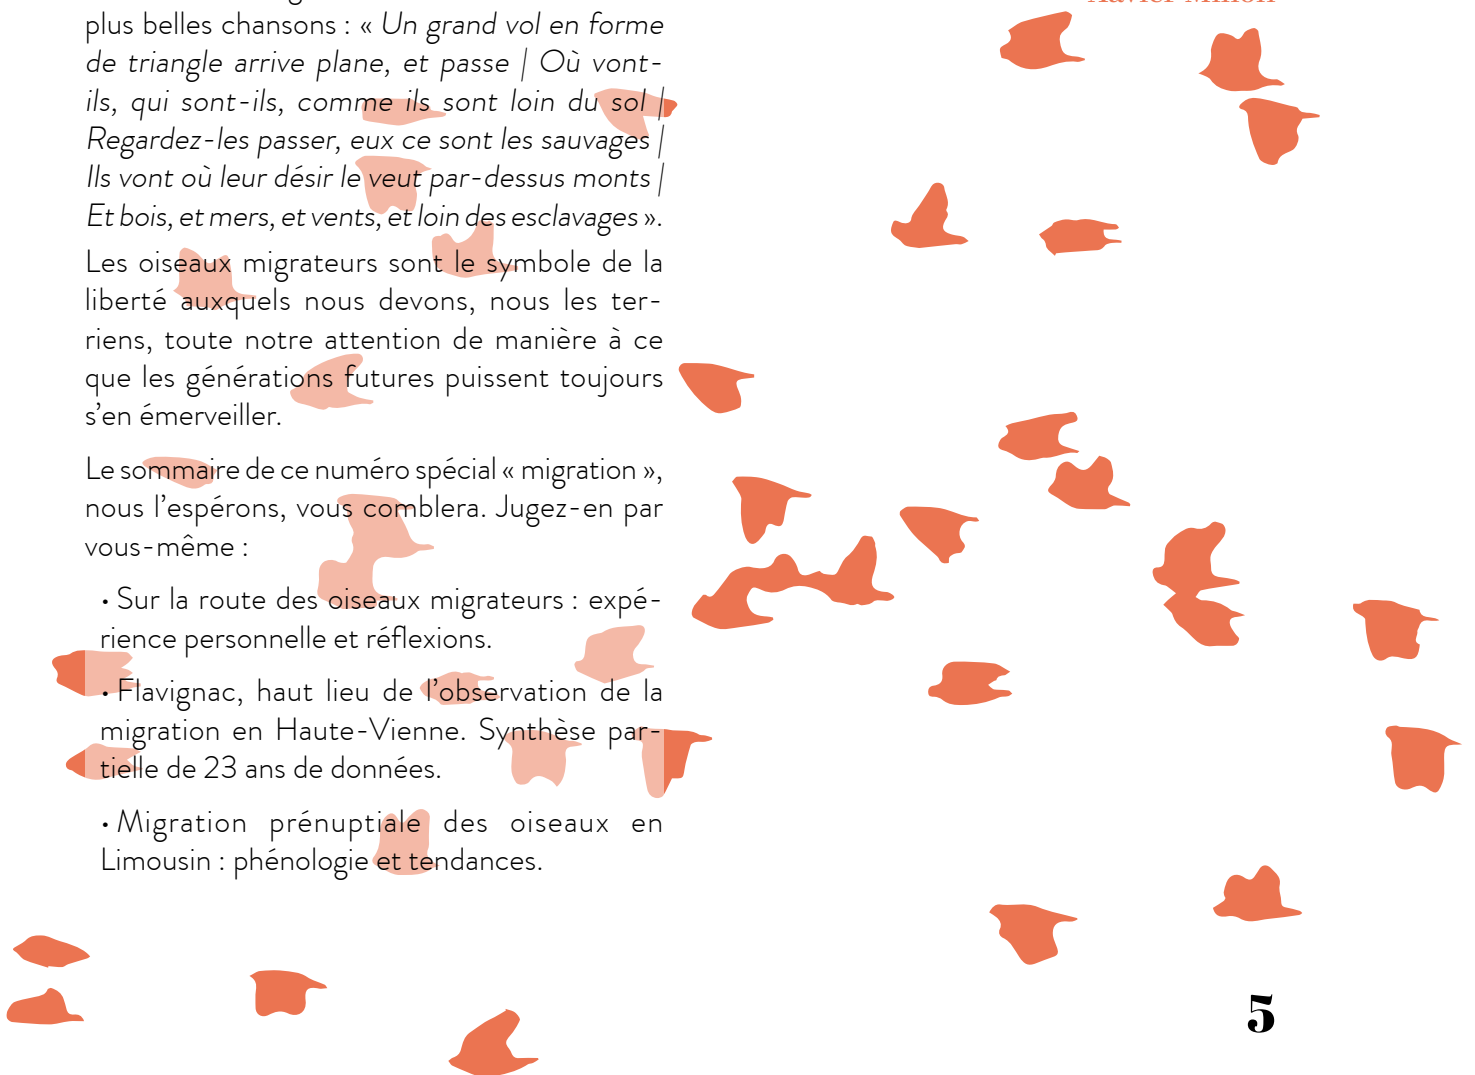 plus belles chansons : « Un grand vol en forme
de triangle arrive plane, et passe | Où vont-
ils, qui sont-ils, comme ils sont loin du sol |
Regardez-les passer, eux ce sont les sauvages |
Ils vont où leur désir le veut par-dessus monts |
Et bois, et mers, et vents, et loin des esclavages ».
Les oiseaux migrateurs sont le symbole de la
liberté auxquels nous devons, nous les ter-
riens, toute notre attention de manière à ce
que les générations futures puissent toujours
s'en émerveiller.
Le sommaire de ce numéro spécial « migration »,
nous l'espérons, vous comblera. Jugez-en par
vous-même :
• Sur la route des oiseaux migrateurs : expé-
rience personnelle et réflexions.
• Flavignac, haut lieu de l'observation de la
migration en Haute-Vienne. Synthèse par-
tielle de 23 ans de données.
• Migration prénuptiale des oiseaux en
Limousin : phénologie et tendances.
5